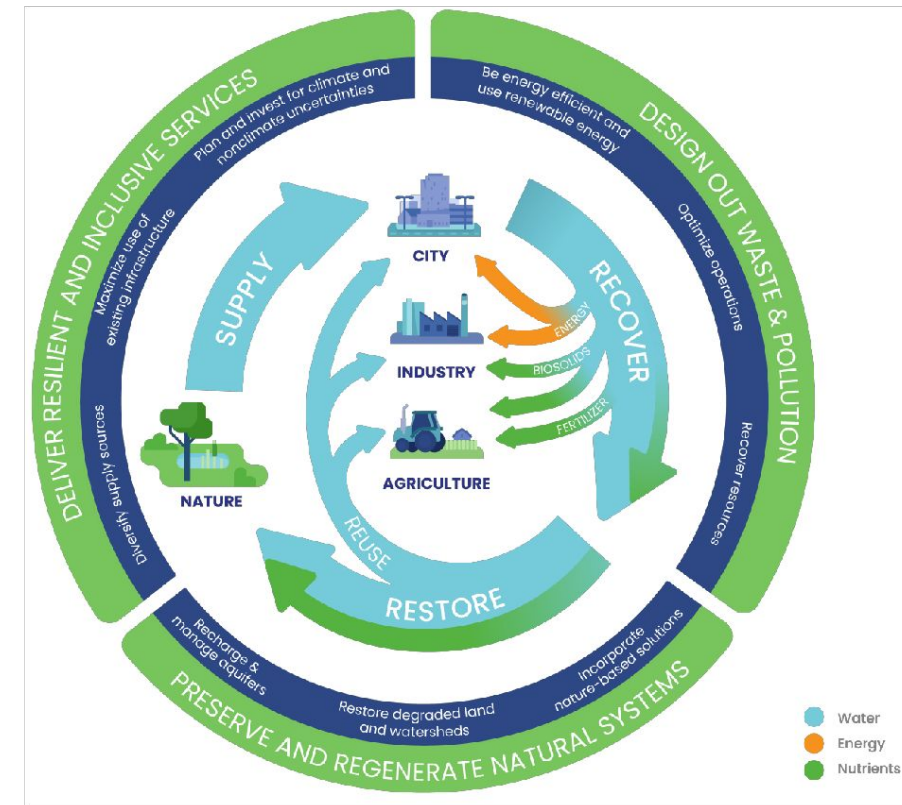 DELIVER RESILIENT AND INCLUSIVE SERVICES
Plan and invest for climate and
nonclimate uncertainties
Maximize use of
existing infrastructure
Diversify supply sources
DESIGN OUT WASTE & POLLUTION
Be energy efficient and
use renewable energy
Optimize operations
Recover resources
PRESERVE AND REGENERATE NATURAL SYSTEMS
Recharge &
manage aquifers
Restore degraded land
and watersheds
Incorporate
nature-based solutions
SUPPLY
CITY
RECOVER
ENERGY
INDUSTRY
BIOSOLIDS
FERTILIZER
AGRICULTURE
NATURE
REUSE
RESTORE
Water
Energy
Nutrients